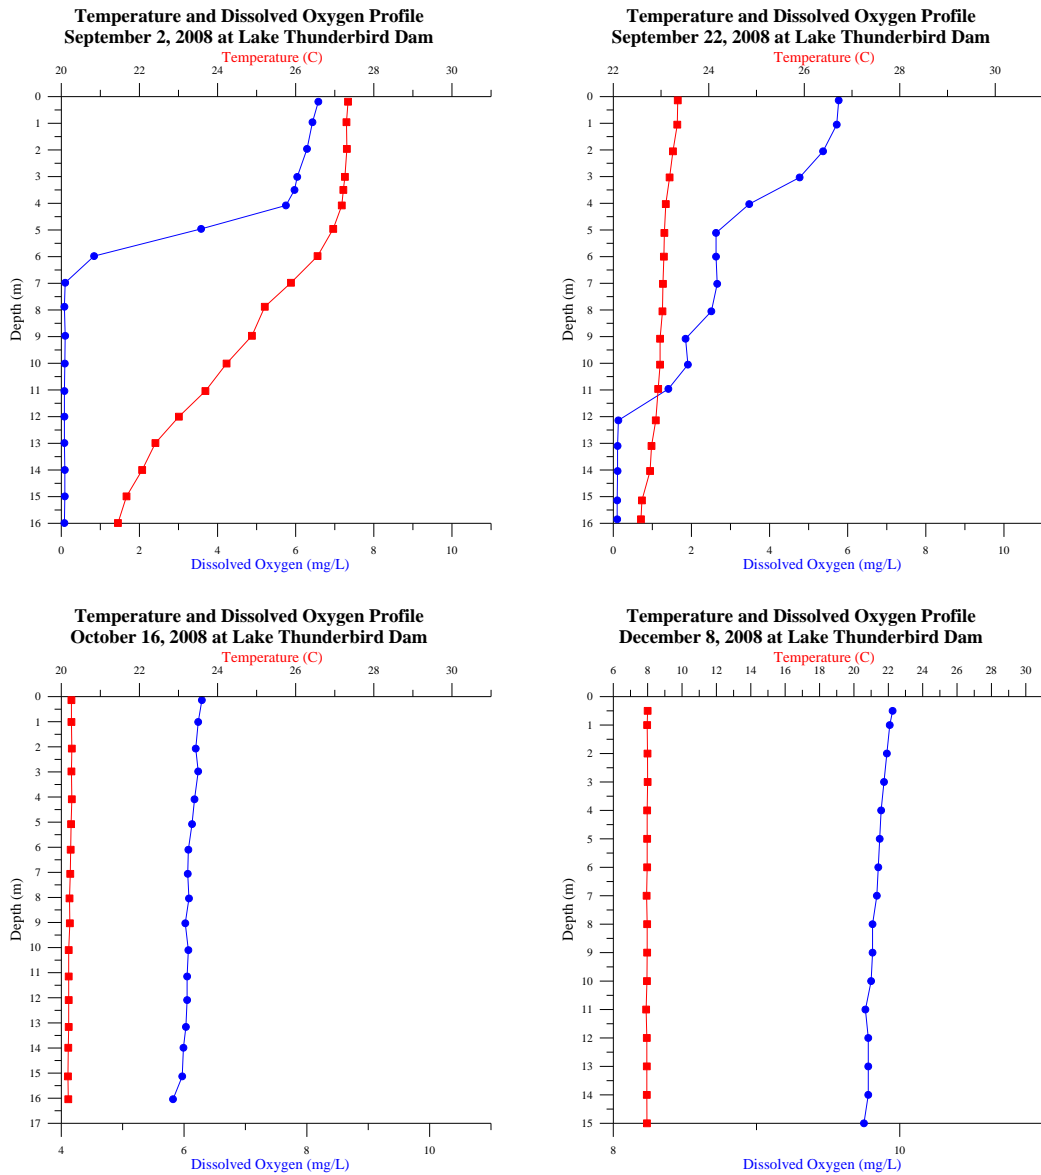 Temperature and Dissolved Oxygen Profile
September 2, 2008 at Lake Thunderbird Dam
Temperature (C)
20 22 24 26 28 30
0
1
2
3
4
5
6
7
8
9
10
11
12
13
14
15
16
Depth (m)
0 2 4 6 8 10
Dissolved Oxygen (mg/L)
Temperature and Dissolved Oxygen Profile
September 22, 2008 at Lake Thunderbird Dam
Temperature (C)
22 24 26 28 30
0
1
2
3
4
5
6
7
8
9
10
11
12
13
14
15
16
Depth (m)
0 2 4 6 8 10
Dissolved Oxygen (mg/L)
Temperature and Dissolved Oxygen Profile
October 16, 2008 at Lake Thunderbird Dam
Temperature (C)
20 22 24 26 28 30
0
1
2
3
4
5
6
7
8
9
10
11
12
13
14
15
16
17
Depth (m)
4 6 8 10
Dissolved Oxygen (mg/L)
Temperature and Dissolved Oxygen Profile
December 8, 2008 at Lake Thunderbird Dam
Temperature (C)
6 8 10 12 14 16 18 20 22 24 26 28 30
0
1
2
3
4
5
6
7
8
9
10
11
12
13
14
15
Depth (m)
8 10
Dissolved Oxygen (mg/L)